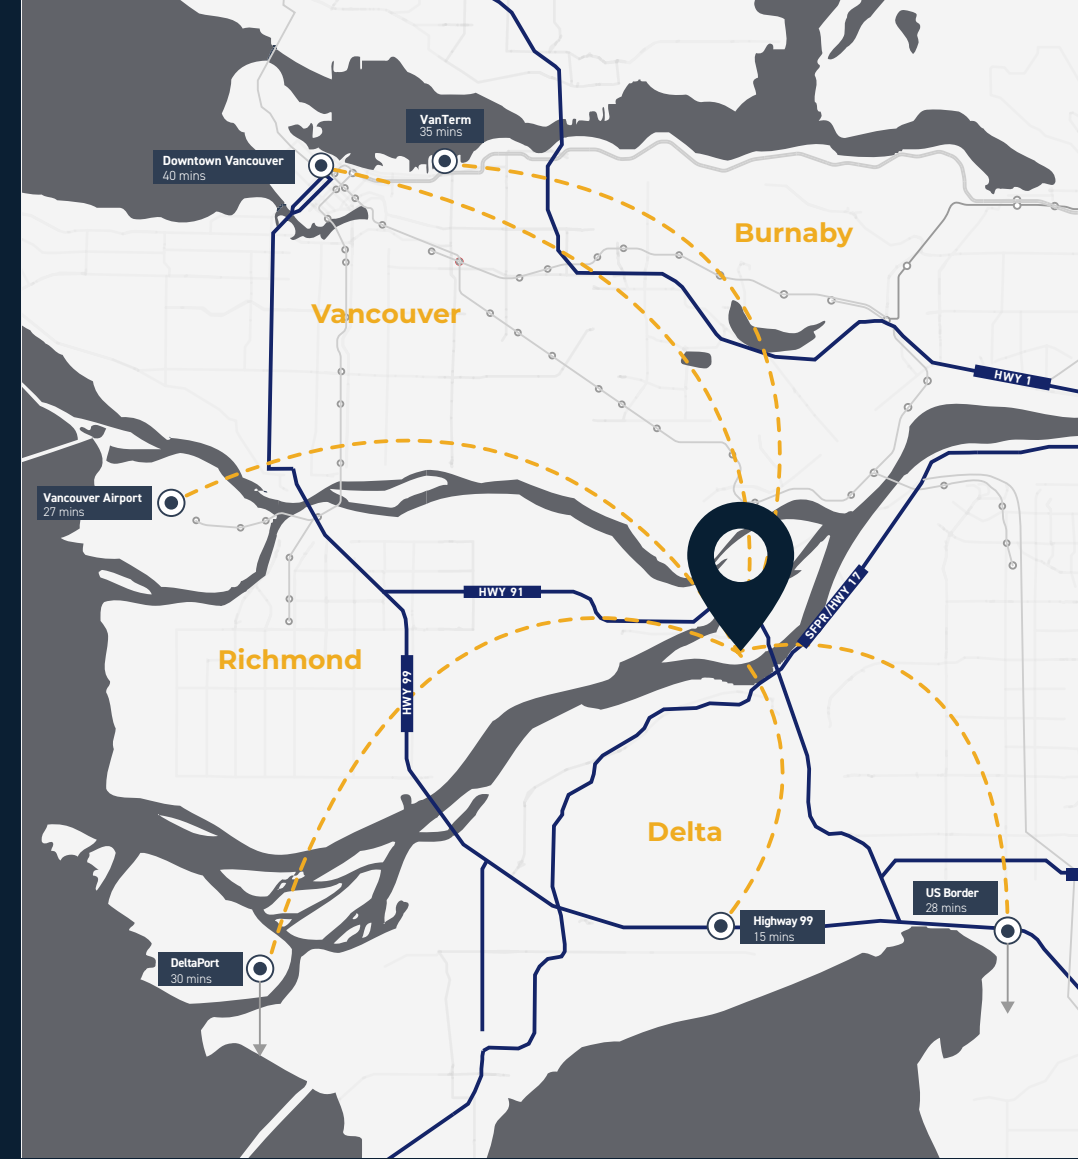 VanTerm
35 mins
Downtown Vancouver
40 mins
Burnaby
Vancouver
HWY 1
Vancouver Airport
27 mins
HWY 91
SFPR/HWY 17
Richmond
HWY 99
Delta
US Border
28 mins
Highway 99
15 mins
DeltaPort
30 mins